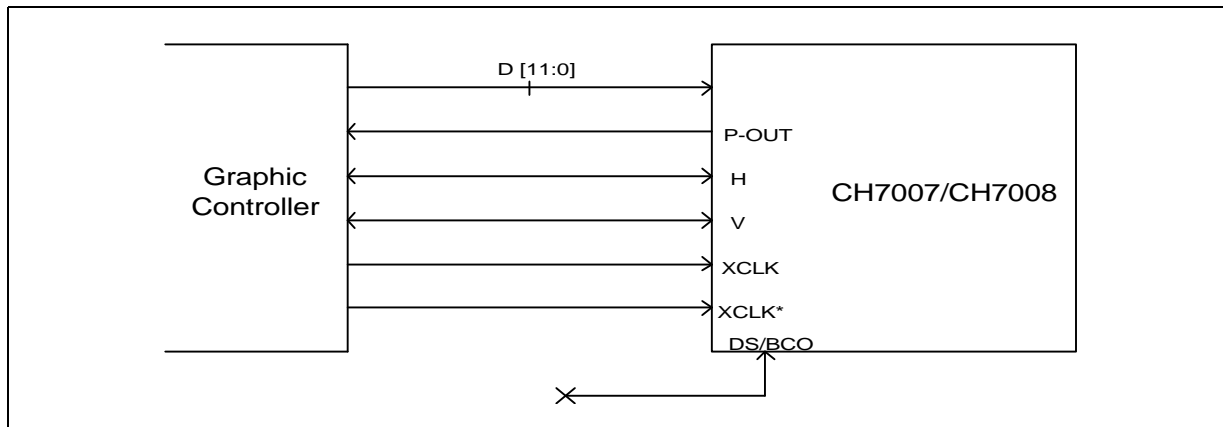 D [11:0]
P-OUT
Graphic
Controller
H
CH7007/CH7008
V
XCLK
XCLK*
DS/BCO